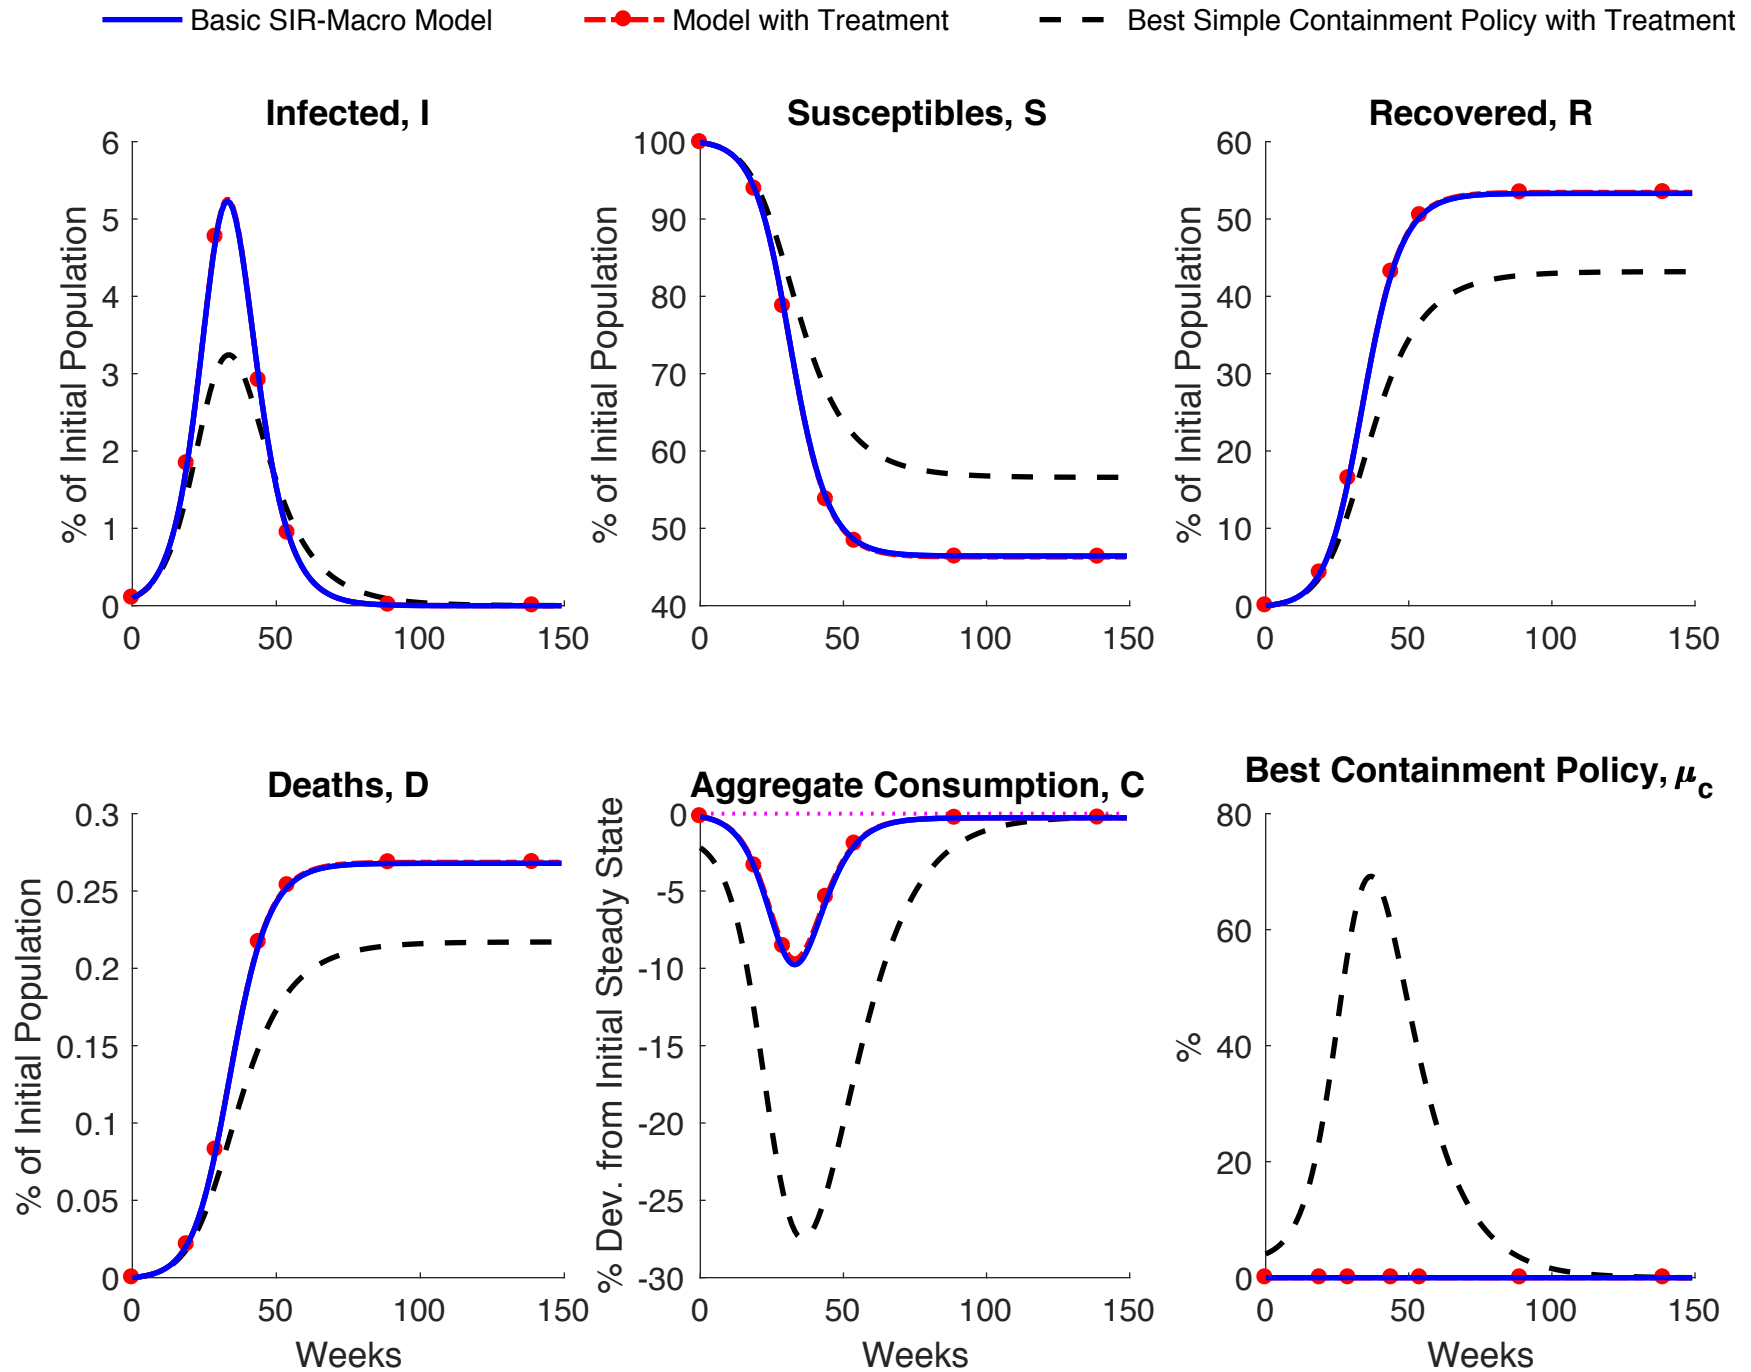 Basic SIR-Macro Model Model with Treatment Best Simple Containment Policy with Treatment
Infected, I
% of Initial Population
6
5
4
3
2
1
0
0 50 100 150
Susceptibles, S
% of Initial Population
100
90
80
70
60
50
40
0 50 100 150
Recovered, R
% of Initial Population
60
50
40
30
20
10
0
0 50 100 150
Deaths, D
% of Initial Population
0.3
0.25
0.2
0.15
0.1
0.05
0
0 50 100 150
Weeks
Aggregate Consumption, C
% Dev. from Initial Steady State
0
-5
-10
-15
-20
-25
-30
0 50 100 150
Weeks
Best Containment Policy, μc
%
80
60
40
20
0
0 50 100 150
Weeks